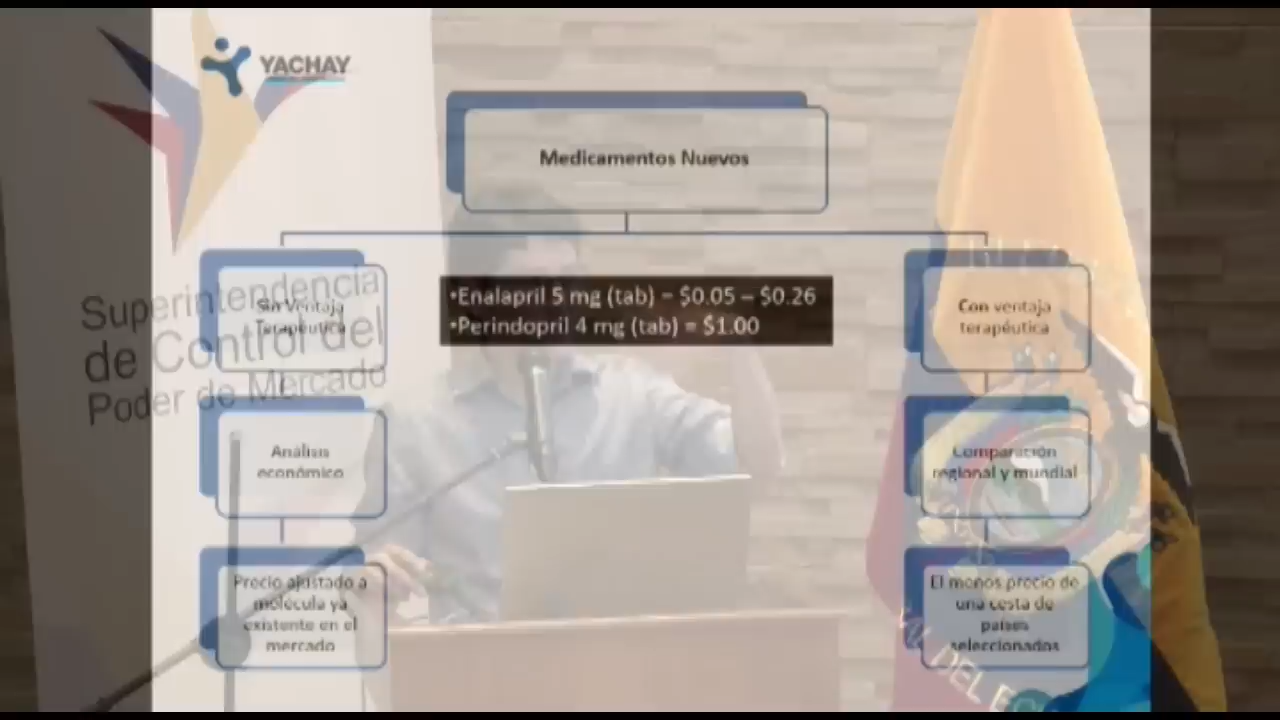 YACHAY
Medicamentos Nuevos
Superintendencia
de Control del
Poder de Mercado
Sin Ventaja
Terapéutica
•Enalapril 5 mg (tab) = $0.05 – $0.26
•Perindopril 4 mg (tab) = $1.00
Con ventaja
terapéutica
Análisis
económico
Comparación
regional y mundial
Precio ajustado a
molécula ya
existente en el
mercado
El menos precio de
una cesta de
países
seleccionados
DEL